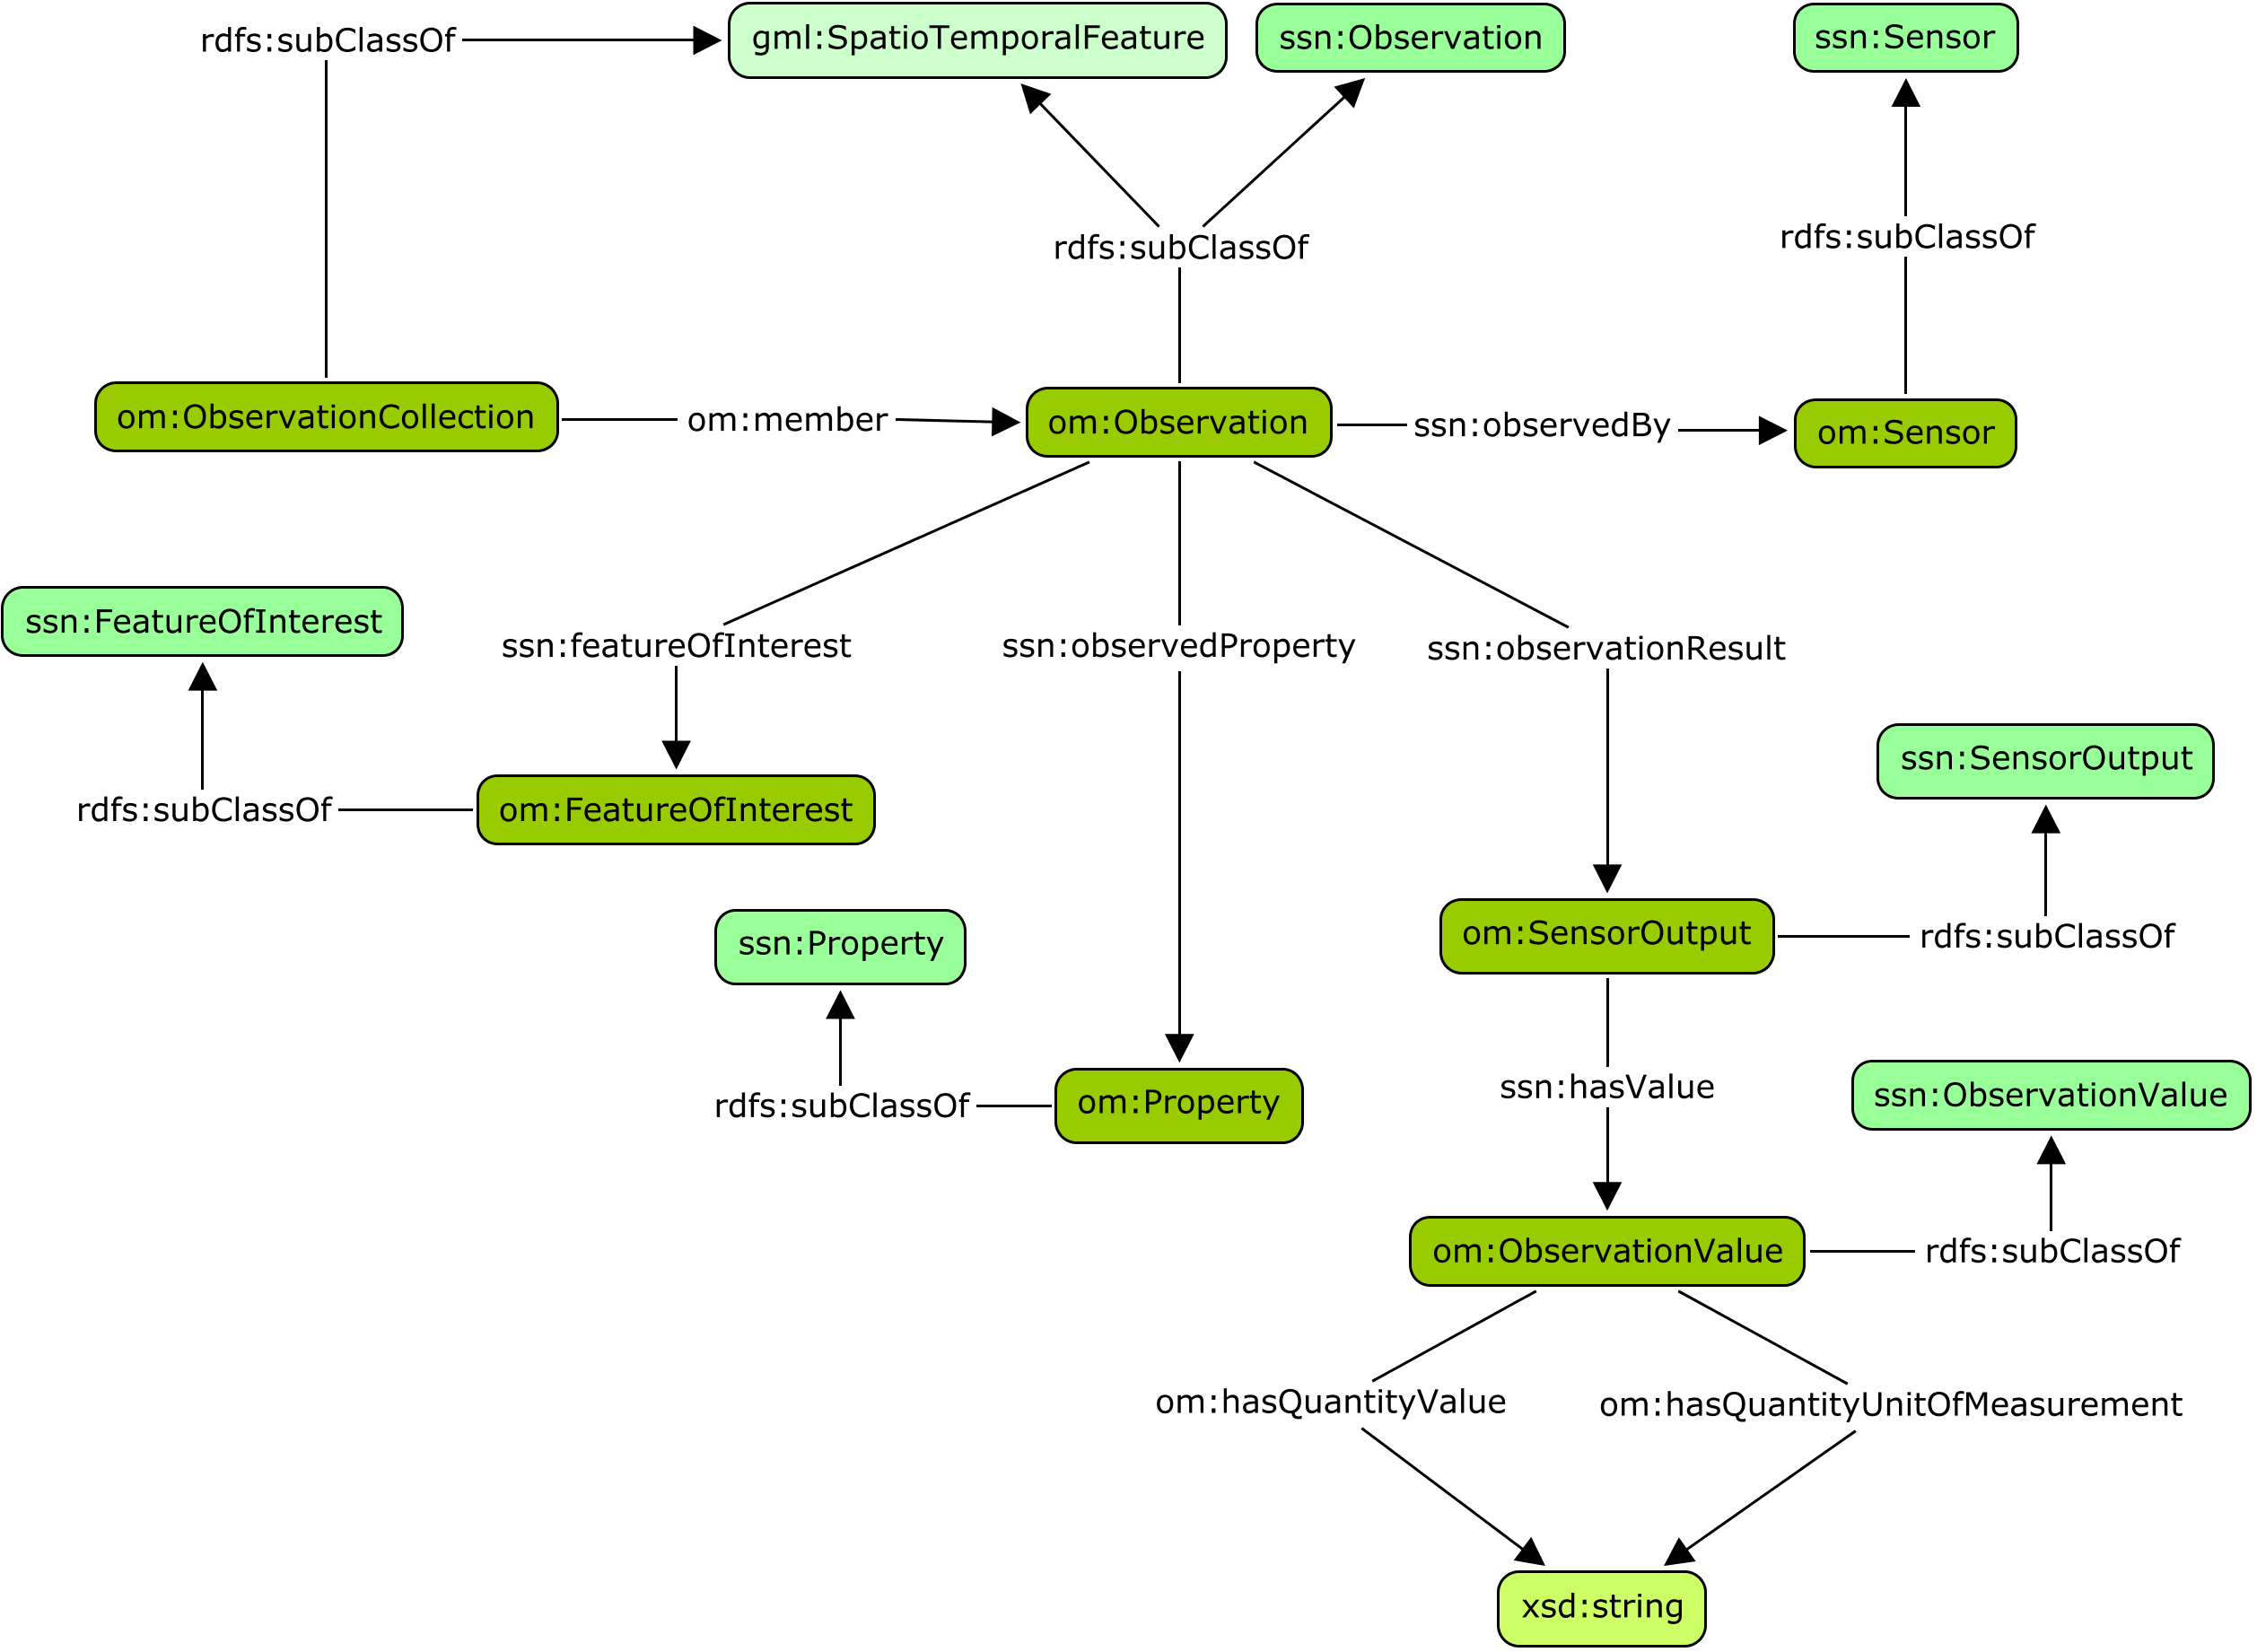 rdfs:subClassOf
gml:SpatioTemporalFeature
ssn:Observation
ssn:Sensor
rdfs:subClassOf
rdfs:subClassOf
om:ObservationCollection
om:member
om:Observation
ssn:observedBy
om:Sensor
ssn:FeatureOfInterest
ssn:featureOfInterest
ssn:observedProperty
ssn:observationResult
ssn:SensorOutput
rdfs:subClassOf
om:FeatureOfInterest
ssn:Property
om:SensorOutput
rdfs:subClassOf
ssn:hasValue
ssn:ObservationValue
rdfs:subClassOf
om:Property
om:ObservationValue
rdfs:subClassOf
om:hasQuantityValue
om:hasQuantityUnitOfMeasurement
xsd:string